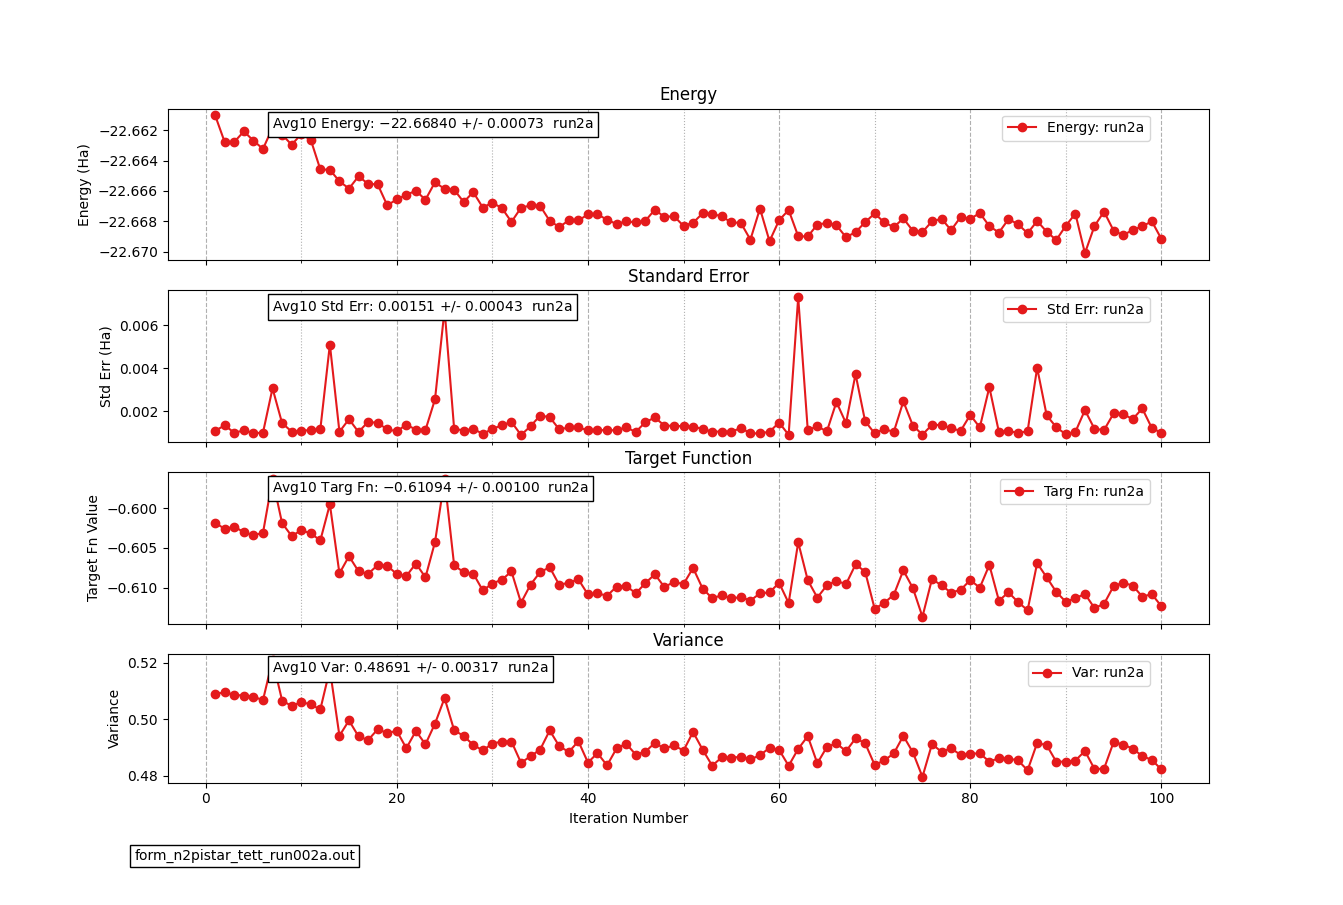 Energy
Avg10 Energy: −22.66840 +/- 0.00073  run2a
Energy: run2a
−22.662
−22.664
−22.666
−22.668
−22.670
Energy (Ha)
Standard Error
Avg10 Std Err: 0.00151 +/- 0.00043  run2a
Std Err: run2a
0.006
0.004
0.002
Std Err (Ha)
Target Function
Avg10 Targ Fn: −0.61094 +/- 0.00100  run2a
Targ Fn: run2a
−0.600
−0.605
−0.610
Target Fn Value
Variance
Avg10 Var: 0.48691 +/- 0.00317  run2a
Var: run2a
0.52
0.50
0.48
Variance
0 20 40 60 80 100
Iteration Number
form_n2pistar_tett_run002a.out